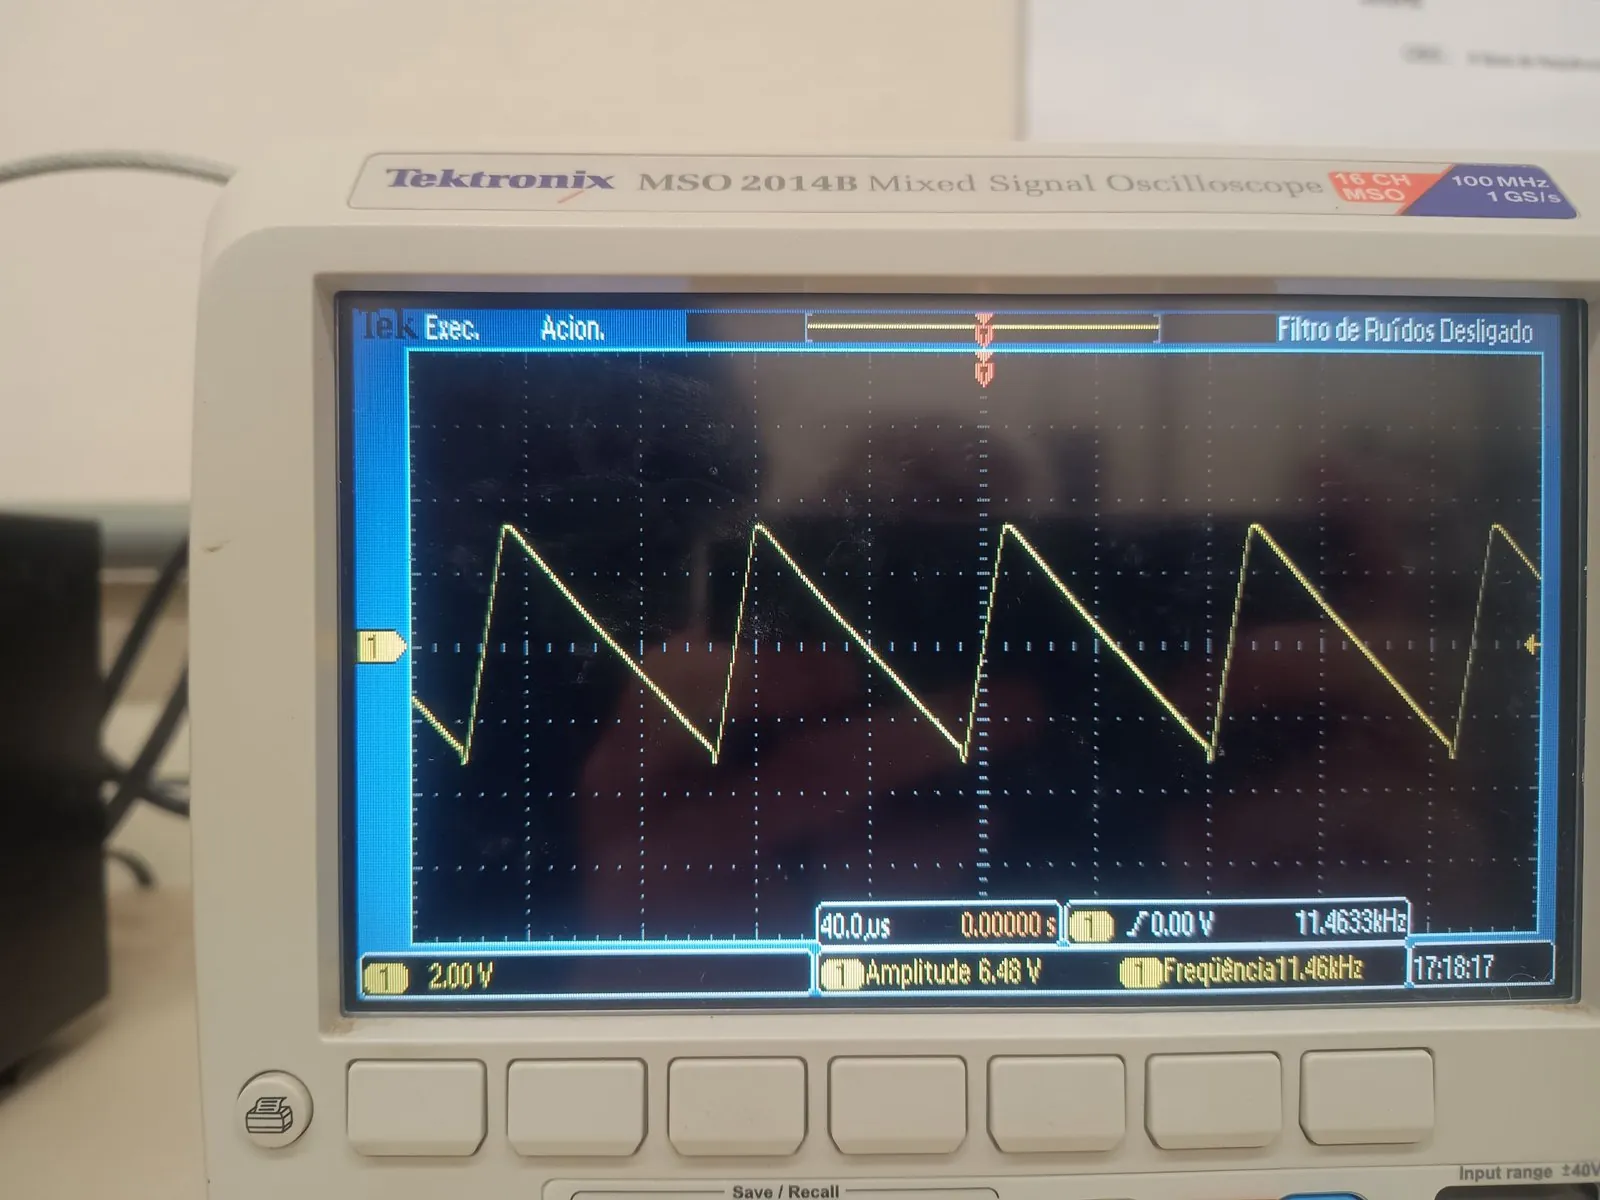 Tektronix MSO 2014B Mixed Signal Oscilloscope
16 CH
MSO
100 MHz
1 GS/s
Tek Exec. Acion. Filtro de Ruídos Desligado
T
T
1
40.0µs 0.00000 s
1 0.00 V 11.4633kHz
1 2.00 V
1 Amplitude 6.48 V
1 Freqüência 11.46kHz
17:18:17
Input range ±40V
Save / Recall